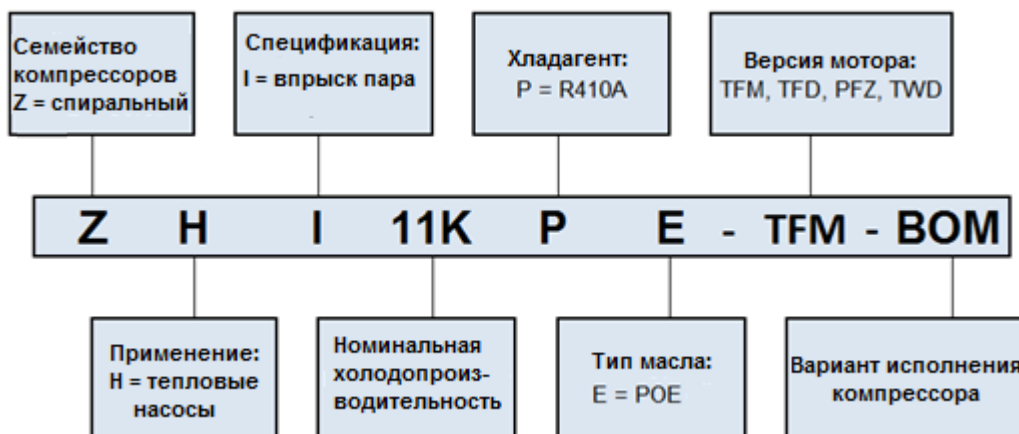 Семейство
компрессоров
Z = спиральный
Спецификация:
I = впрыск пара
Хладагент:
P = R410A
Версия мотора:
TFM, TFD, PFZ, TWD
Z H I 11K P E - TFM - BOM
Применение:
H = тепловые
насосы
Номинальная
холодопроиз-
водительность
Тип масла:
E = POE
Вариант исполнения
компрессора